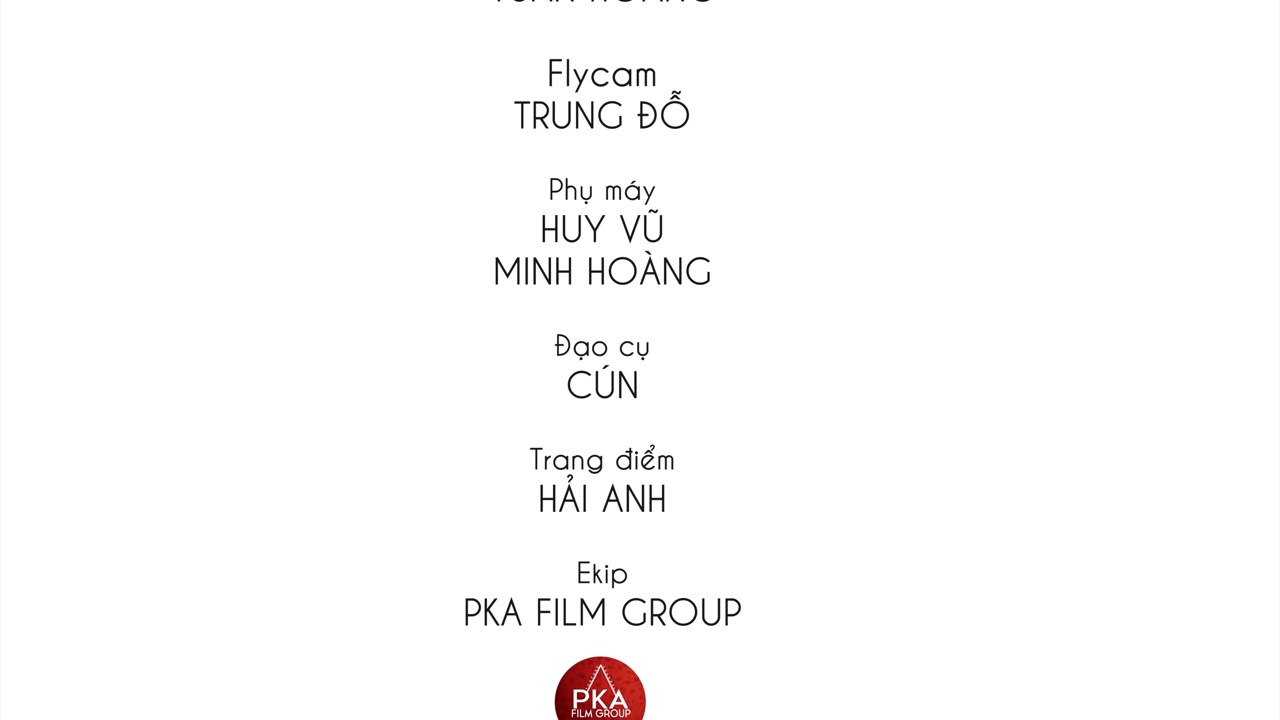 Flycam
TRUNG ĐỖ
Phụ máy
HUY VŨ
MINH HOÀNG
Đạo cụ
CÚN
Trang điểm
HẢI ANH
Ekip
PKA FILM GROUP
PKA
FILM GROUP